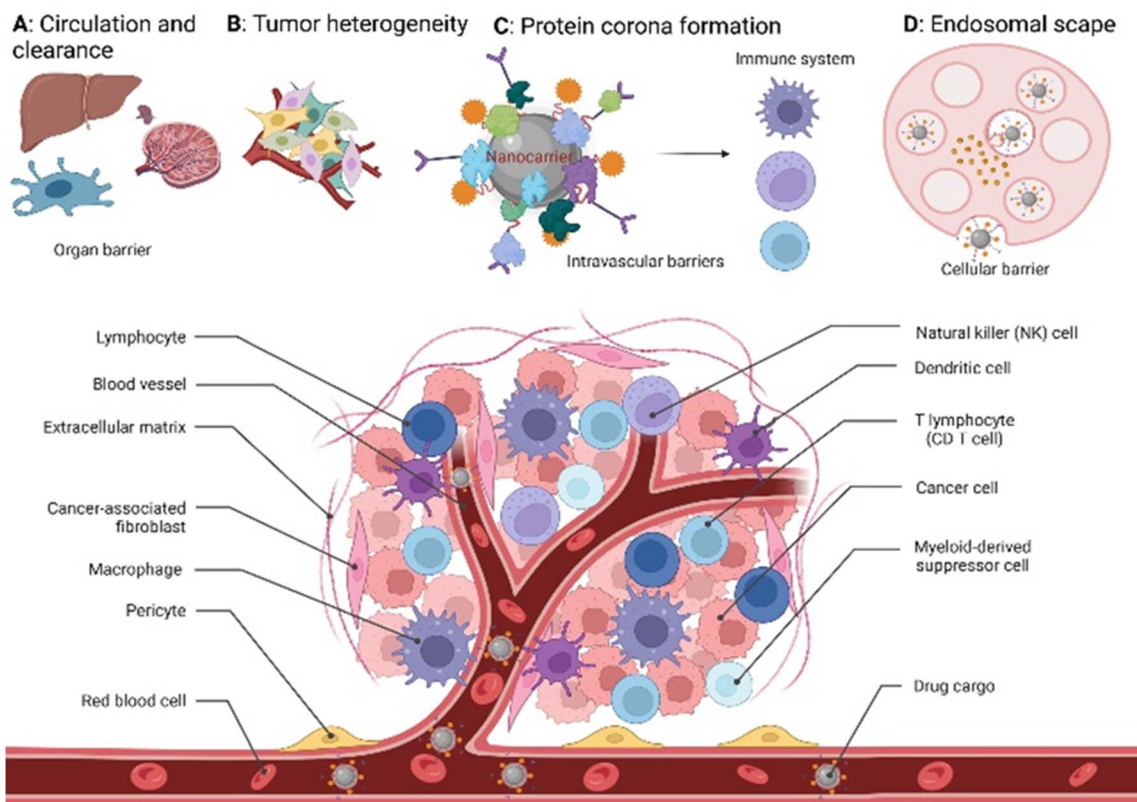 A: Circulation and
clearance
B: Tumor heterogeneity
C: Protein corona formation
D: Endosomal scape
Immune system
Nanocarrier
Organ barrier
Intravascular barriers
Cellular barrier
Lymphocyte
Blood vessel
Extracellular matrix
Cancer-associated
fibroblast
Macrophage
Pericyte
Red blood cell
Natural killer (NK) cell
Dendritic cell
T lymphocyte
(CD T cell)
Cancer cell
Myeloid-derived
suppressor cell
Drug cargo